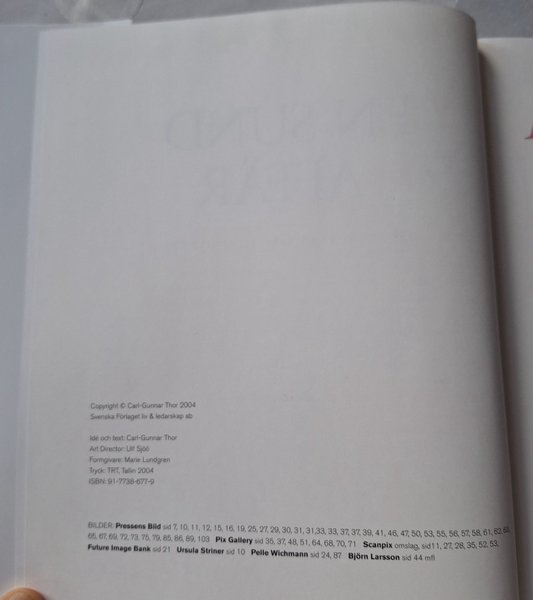 Copyright © Carl-Gunnar Thor 2004
Svenska Förlaget liv & ledarskap ab
Idé och text: Carl-Gunnar Thor
Art Director: Ulf Sjöö
Formgivare: Marie Lundgren
Tryck: TRT, Tallin 2004
ISBN: 91-7738-677-9
BILDER: Pressens Bild sid 7, 10, 11, 12, 15, 16, 19, 25, 27, 29, 30, 31, 31,33, 33, 37, 37, 39, 41, 46, 47, 50, 53, 55, 56, 57, 58, 61, 62,
65, 67, 69, 72, 73, 75, 79, 85, 86, 89, 103 Pix Gallery sid 35, 37, 48, 51, 64, 68, 70, 71 Scanpix omslag, sid11, 27, 28, 35, 52, 53,
Future Image Bank sid 21 Ursula Striner sid 10 Pelle Wichmann sid 24, 87 Björn Larsson sid 44 mfl